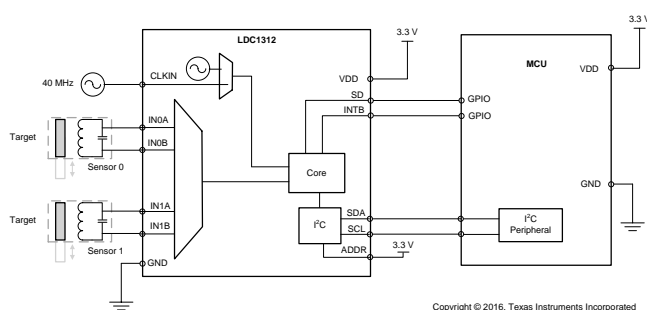 3.3 V
3.3 V
LDC1312
MCU
40 MHz
CLKIN
VDD
VDD
SD
GPIO
INTB
GPIO
Target
IN0A
IN0B
Sensor 0
Core
GND
Target
IN1A
IN1B
Sensor 1
I²C
SDA
SCL
I²C
Peripheral
ADDR
3.3 V
GND
Copyright © 2016, Texas Instruments Incorporated